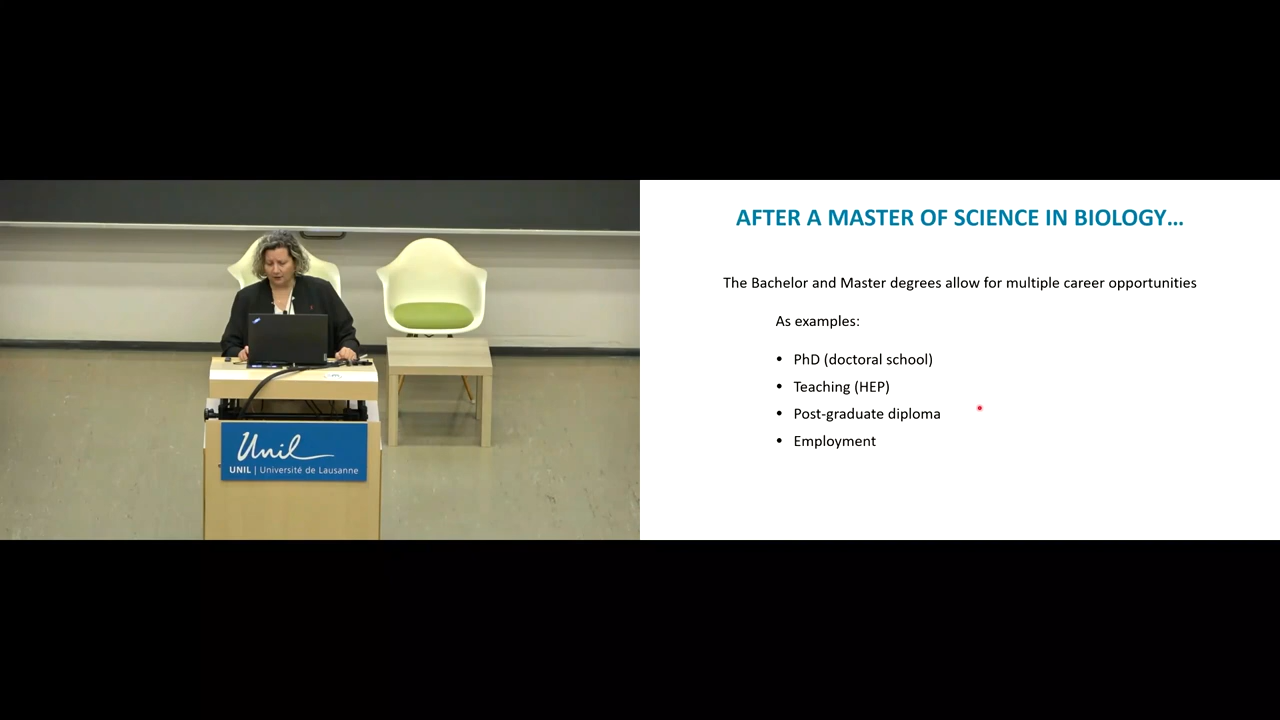 Unil
UNIL | Université de Lausanne
AFTER A MASTER OF SCIENCE IN BIOLOGY...
The Bachelor and Master degrees allow for multiple career opportunities
As examples:
• PhD (doctoral school)
• Teaching (HEP)
• Post-graduate diploma
• Employment